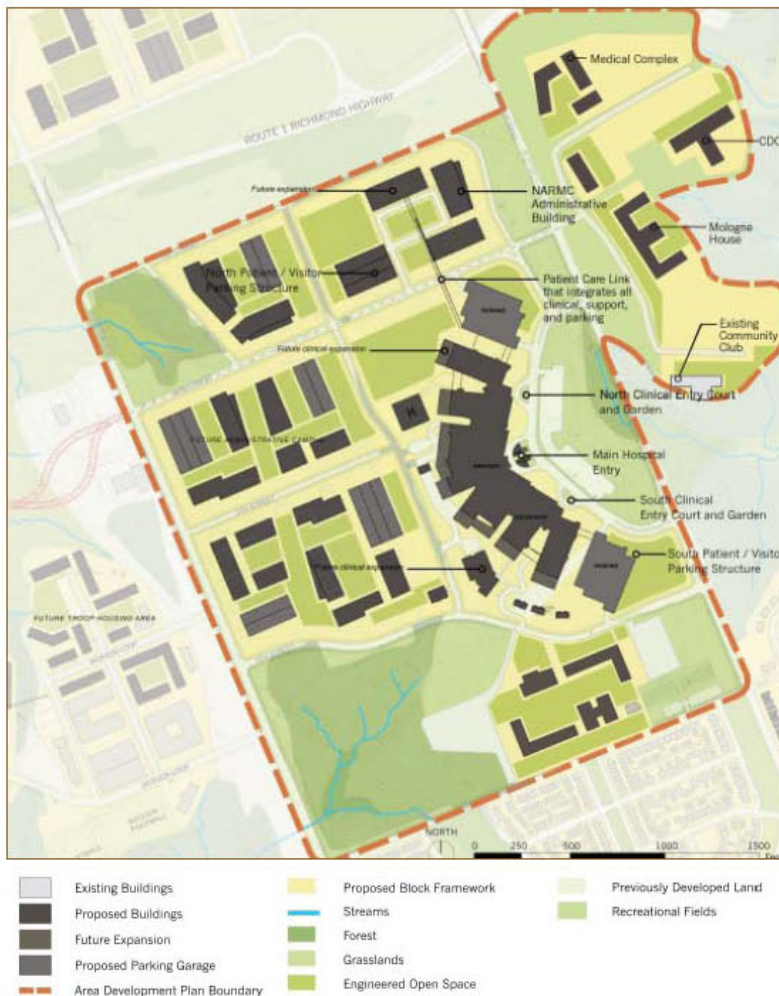 Medical Complex
ROUTE 1 RICHMOND HIGHWAY
CDC
Future expansion
NARMC
Administrative
Building
Mologne
House
North Patient / Visitor
Parking Structure
Patient Care Link
that integrates all
clinical, support,
and parking
PARKING
Existing
Community
Club
Future clinical expansion
North Clinical Entry Court
and Garden
H
FUTURE ADMINISTRATIVE CAMPUS
Main Hospital
Entry
South Clinical
Entry Court and Garden
South Patient / Visitor
Parking Structure
PARKING
Future clinical expansion
FUTURE TROOP HOUSING AREA
NORTH
0 250 500 1000 1500
Existing Buildings
Proposed Buildings
Future Expansion
Proposed Parking Garage
Area Development Plan Boundary
Proposed Block Framework
Streams
Forest
Grasslands
Engineered Open Space
Previously Developed Land
Recreational Fields